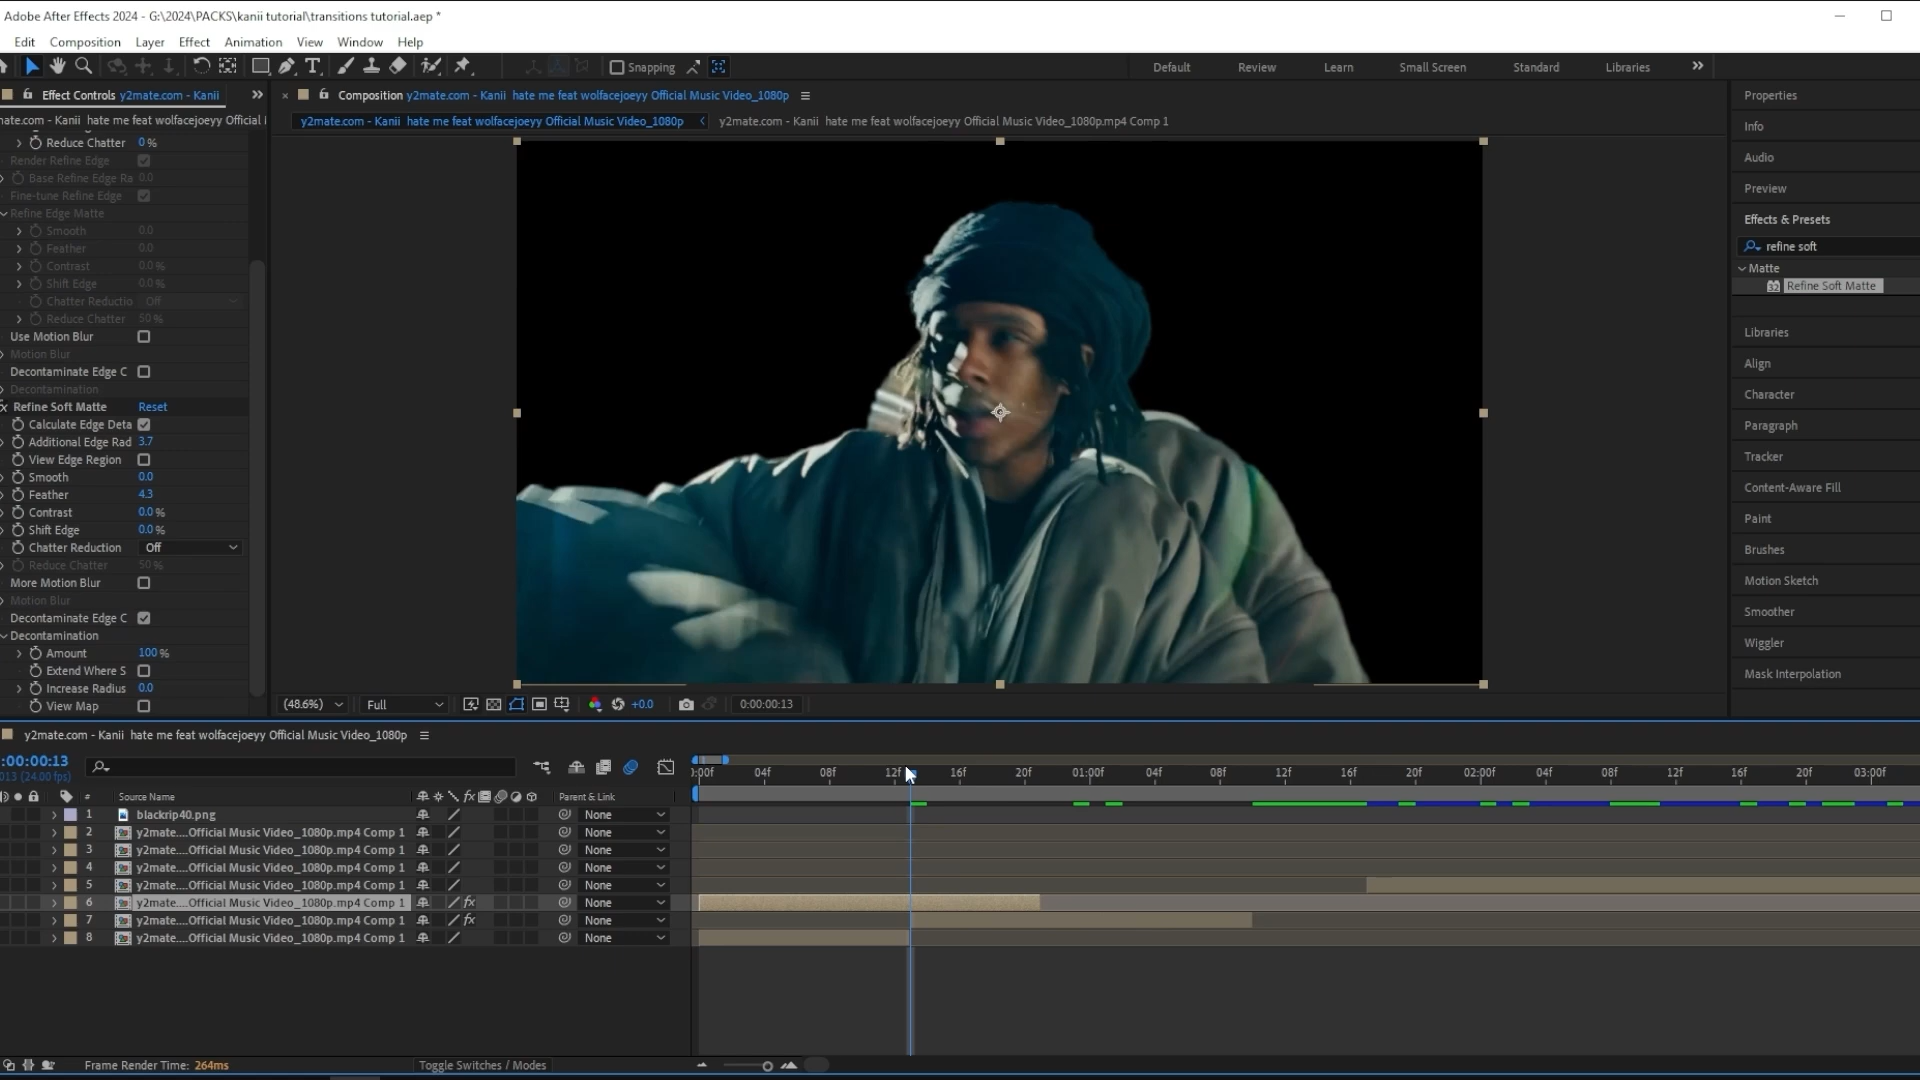 Adobe After Effects 2024 - G:\2024\PACKS\kanii tutorial\transitions tutorial.aep *
Edit Composition Layer Effect Animation View Window Help
Snapping Default Review Learn Small Screen Standard Libraries
Effect Controls y2mate.com - Kanii
mate.com - Kanii hate me feat wolfacejoeyy Official
Reduce Chatter 0 %
Render Refine Edge
Base Refine Edge Ra 0.0
Fine-tune Refine Edge
Refine Edge Matte
Smooth 0.0
Feather 0.0
Contrast 0.0 %
Shift Edge 0.0 %
Chatter Reductio Off
Reduce Chatter 50 %
Use Motion Blur
Motion Blur
Decontaminate Edge C
Decontamination
Refine Soft Matte Reset
Calculate Edge Deta
Additional Edge Rad 3.7
View Edge Region
Smooth 0.0
Feather 4.3
Contrast 0.0 %
Shift Edge 0.0 %
Chatter Reduction Off
Reduce Chatter 50 %
More Motion Blur
Motion Blur
Decontaminate Edge C
Decontamination
Amount 100 %
Extend Where S
Increase Radius 0.0
View Map
Composition y2mate.com - Kanii hate me feat wolfacejoeyy Official Music Video_1080p
y2mate.com - Kanii hate me feat wolfacejoeyy Official Music Video_1080p
y2mate.com - Kanii hate me feat wolfacejoeyy Official Music Video_1080p.mp4 Comp 1
(48.6%) Full +0.0 0:00:00:13
Properties
Info
Audio
Preview
Effects & Presets
refine soft
Matte
32 Refine Soft Matte
Libraries
Align
Character
Paragraph
Tracker
Content-Aware Fill
Paint
Brushes
Motion Sketch
Smoother
Wiggler
Mask Interpolation
y2mate.com - Kanii hate me feat wolfacejoeyy Official Music Video_1080p
:00:00:13
013 (24.00 fps)
):00f 04f 08f 12f 16f 20f 01:00f 04f 08f 12f 16f 20f 02:00f 04f 08f 12f 16f 20f 03:00f
# Source Name fx Parent & Link
1 blackrip40.png None
2 y2mate....Official Music Video_1080p.mp4 Comp 1 None
3 y2mate....Official Music Video_1080p.mp4 Comp 1 None
4 y2mate....Official Music Video_1080p.mp4 Comp 1 None
5 y2mate....Official Music Video_1080p.mp4 Comp 1 None
6 y2mate....Official Music Video_1080p.mp4 Comp 1 fx None
7 y2mate....Official Music Video_1080p.mp4 Comp 1 fx None
8 y2mate....Official Music Video_1080p.mp4 Comp 1 None
Frame Render Time: 264ms
Toggle Switches / Modes